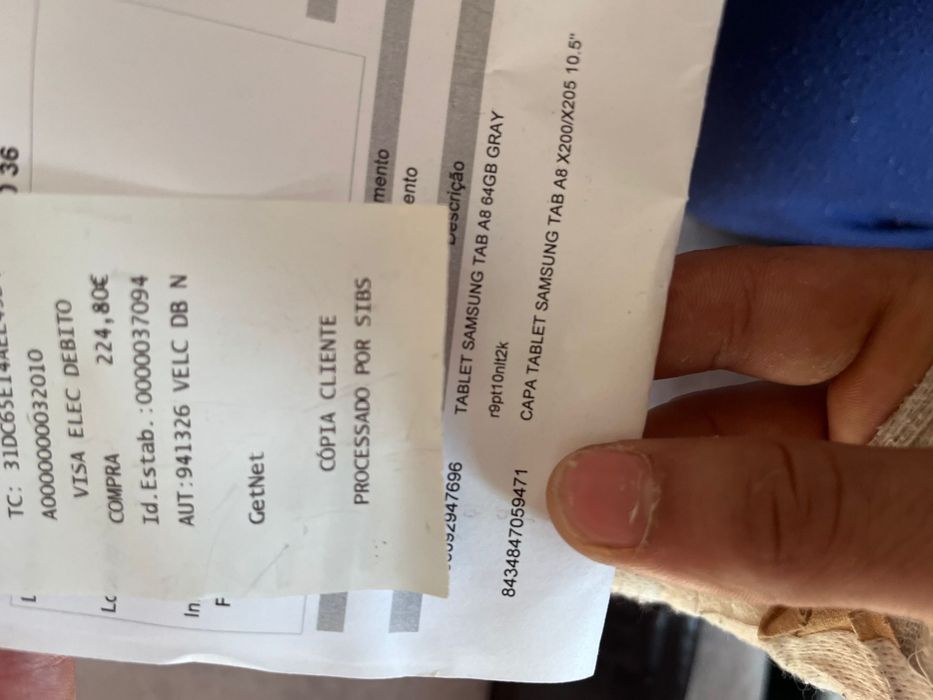 36
A0000000032010
VISA ELEC DEBITO
COMPRA 224,80€
Id.Estab.:0000037094
AUT:941326 VELC DB N
GetNet
CÓPIA CLIENTE
PROCESSADO POR SIBS
mento
ento
Descrição
92947696 TABLET SAMSUNG TAB A8 64GB GRAY
r9pt10nlt2k
8434847059471 CAPA TABLET SAMSUNG TAB A8 X200/X205 10.5"